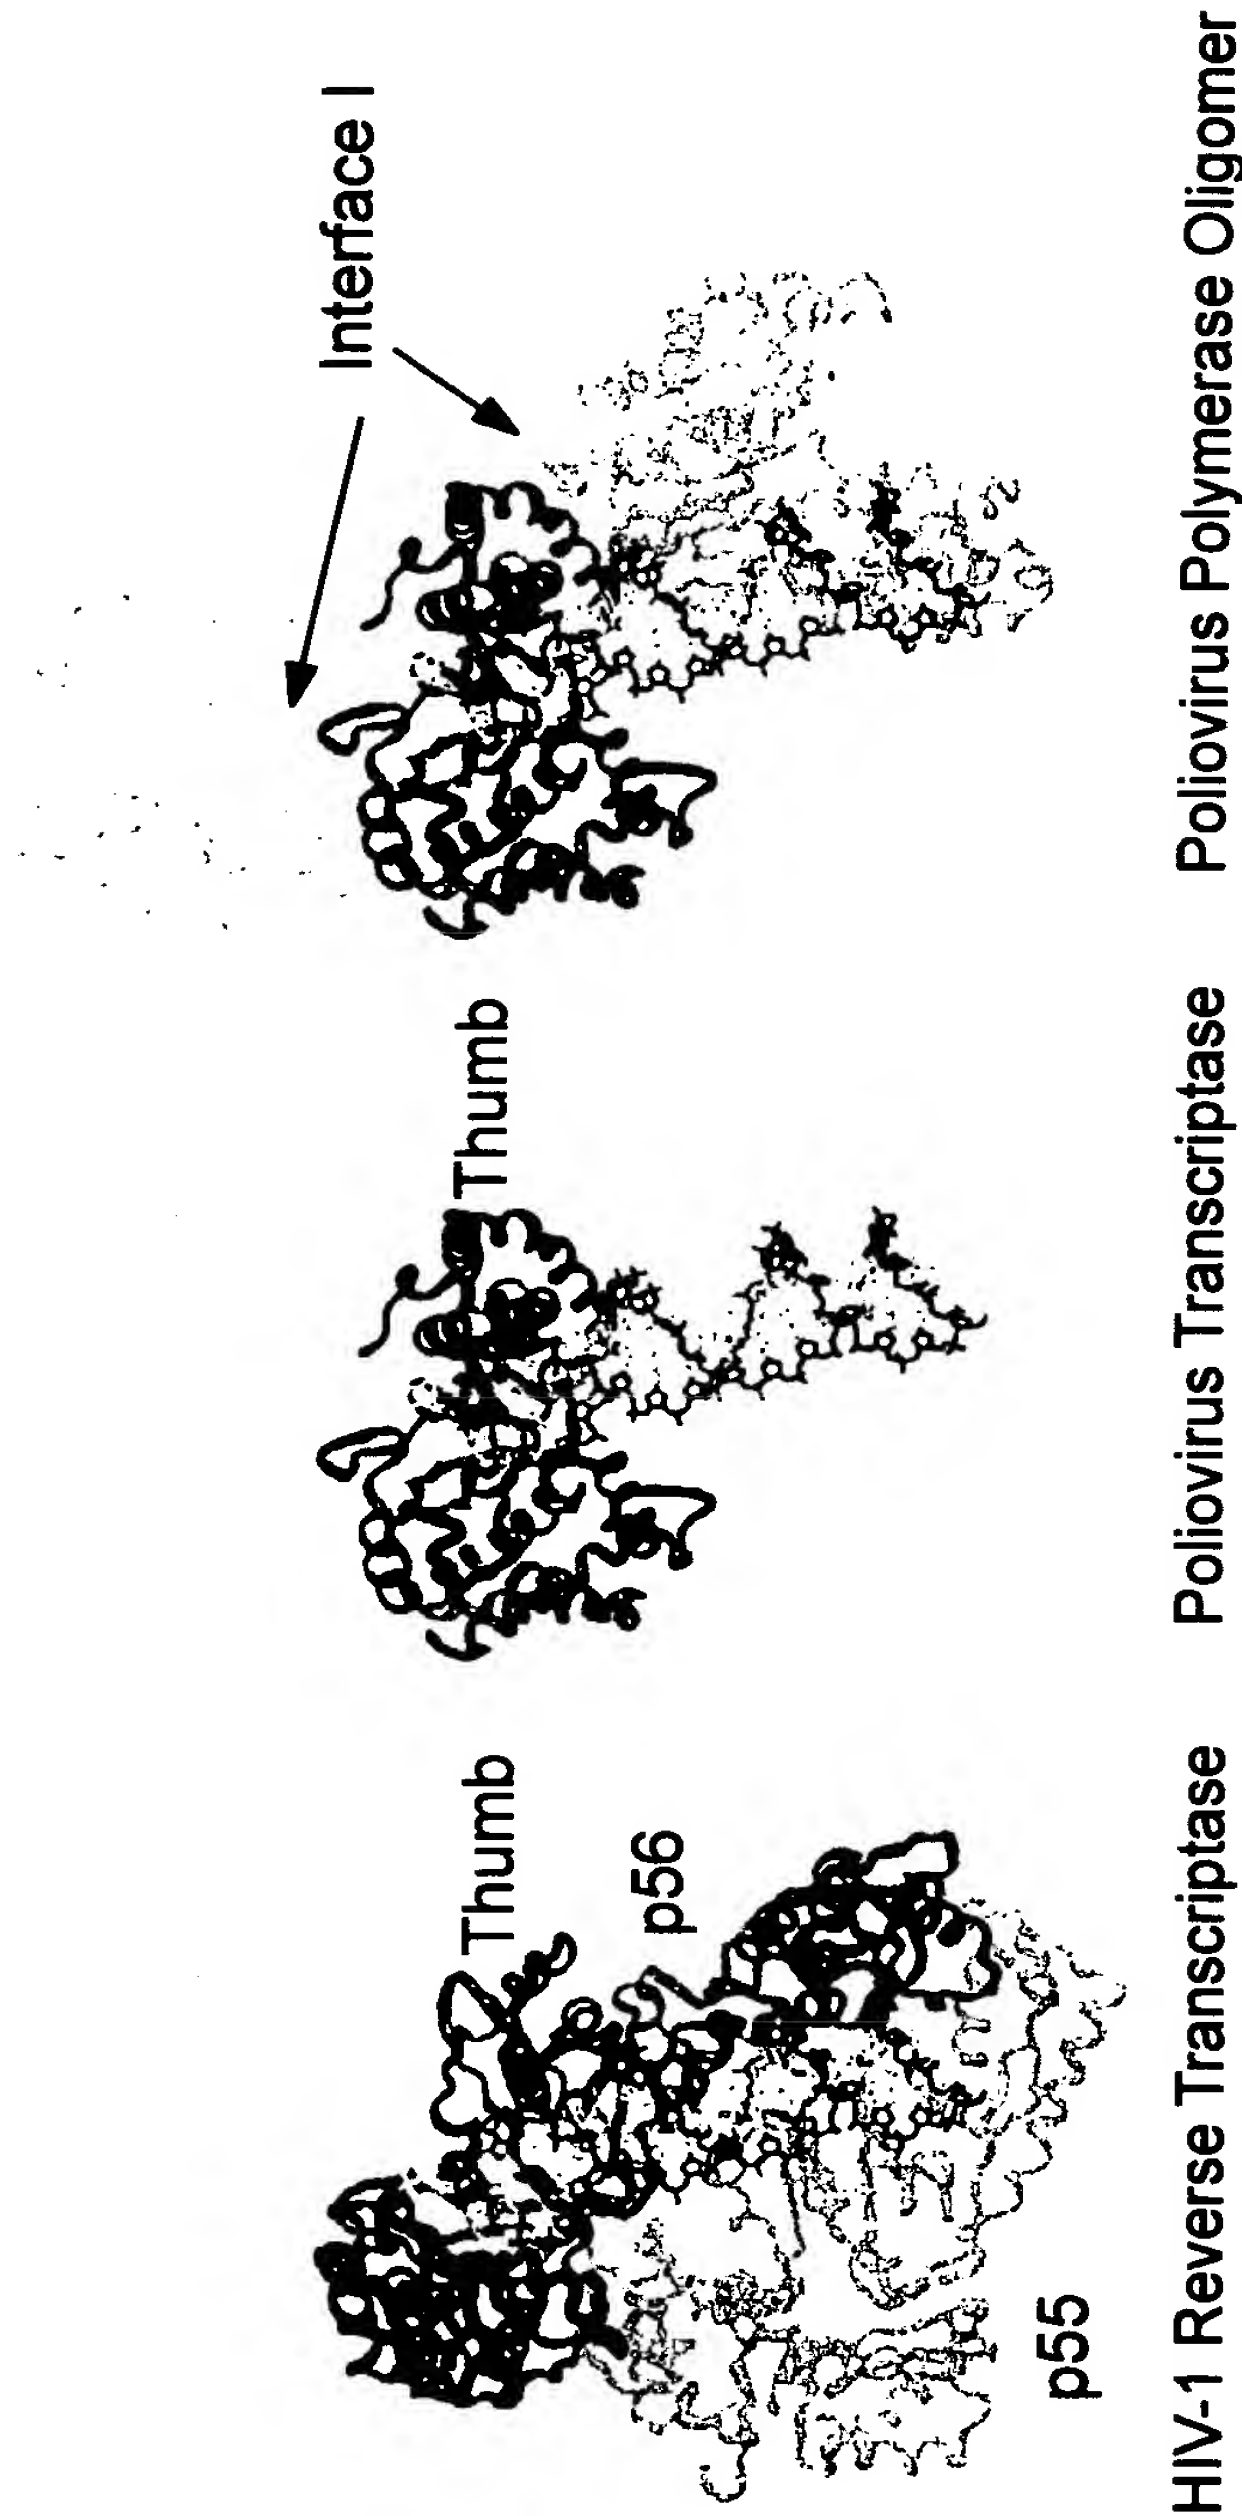 Interface I
Thumb
Thumb
p56
p55
HIV-1 Reverse Transcriptase
Poliovirus Transcriptase
Poliovirus Polymerase Oligomer